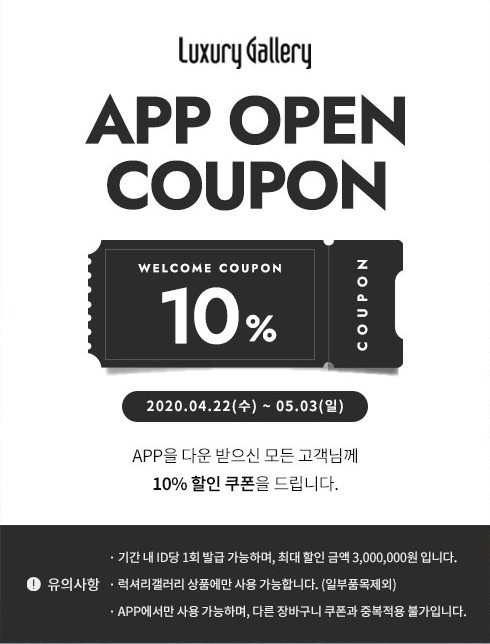 Luxury Gallery
APP OPEN
COUPON
WELCOME COUPON
10%
COUPON
2020.04.22(수) ~ 05.03(일)
APP을 다운 받으신 모든 고객님께
10% 할인 쿠폰을 드립니다.
! 유의사항
· 기간 내 ID당 1회 발급 가능하며, 최대 할인 금액 3,000,000원 입니다.
· 럭셔리갤러리 상품에만 사용 가능합니다. (일부품목제외)
· APP에서만 사용 가능하며, 다른 장바구니 쿠폰과 중복적용 불가입니다.